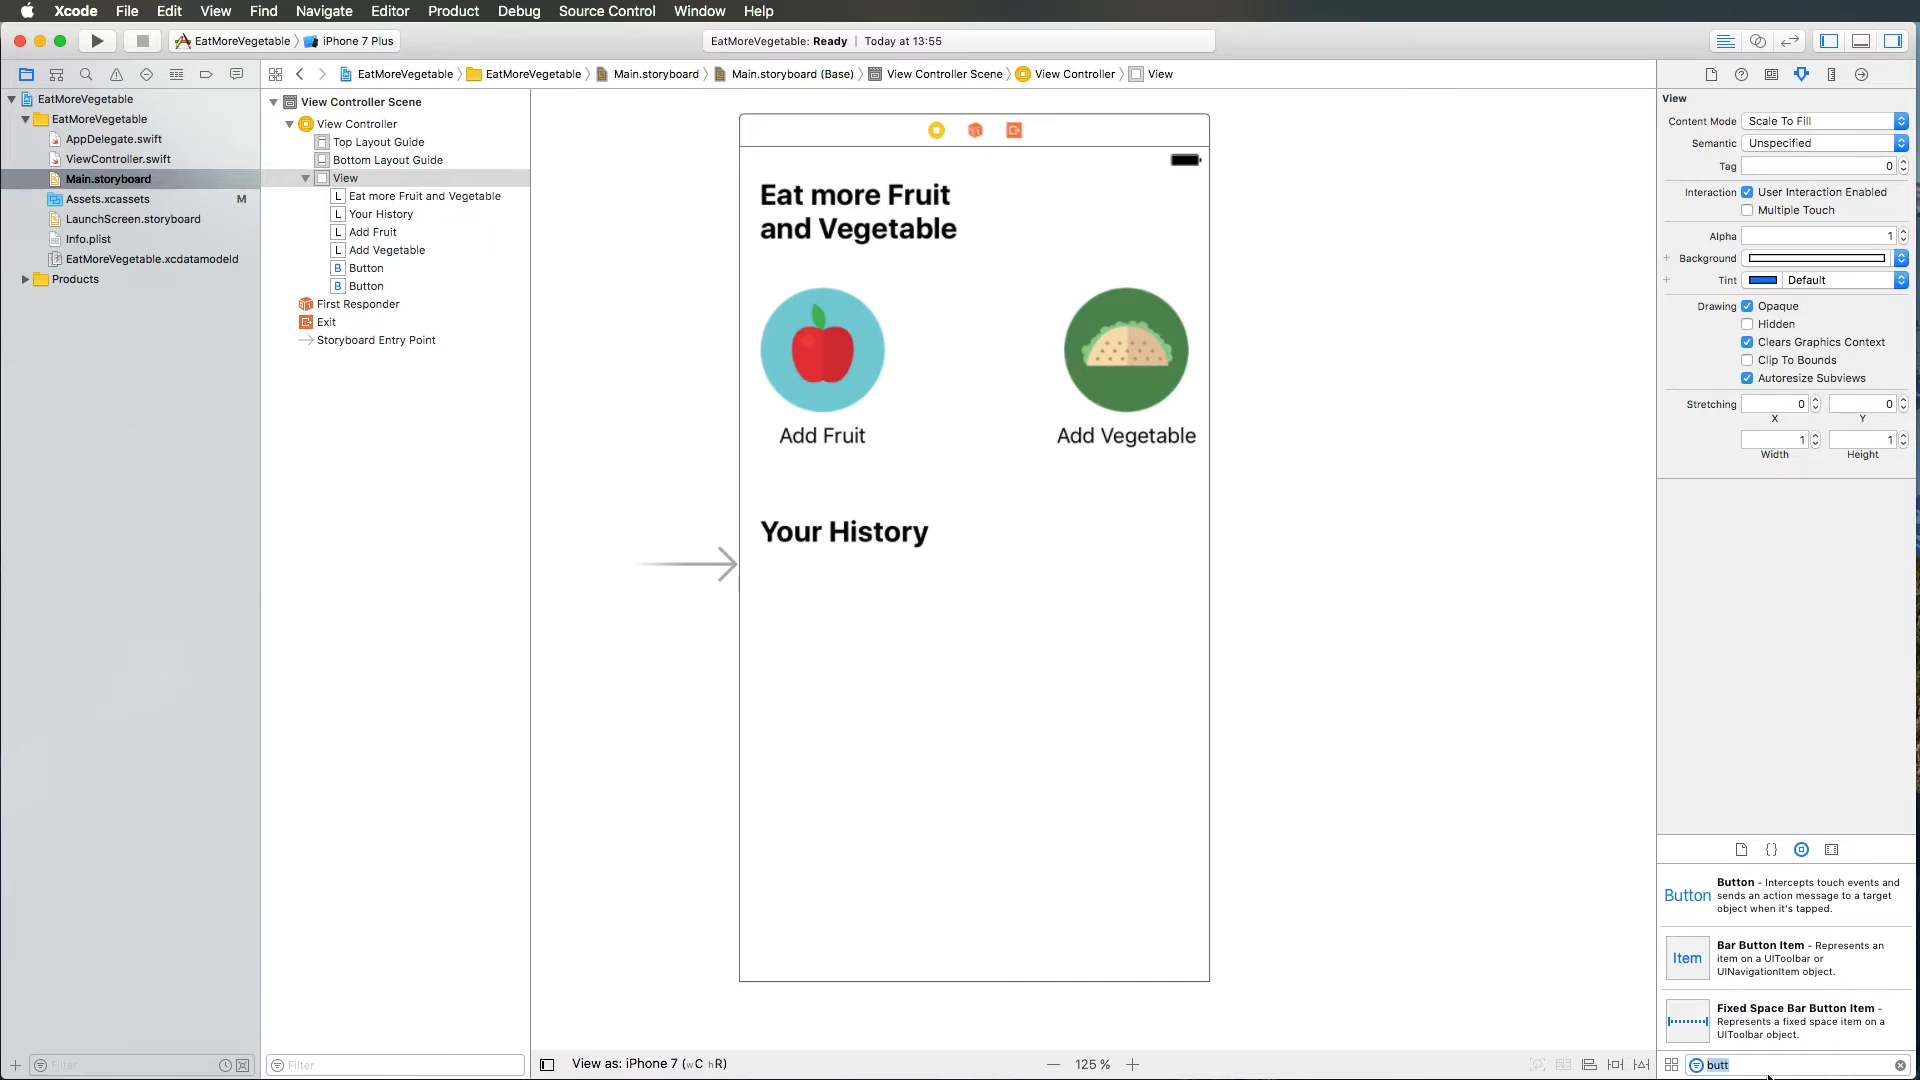 Xcode File Edit View Find Navigate Editor Product Debug Source Control Window Help
EatMoreVegetable iPhone 7 Plus
EatMoreVegetable: Ready | Today at 13:55
EatMoreVegetable EatMoreVegetable Main.storyboard Main.storyboard (Base) View Controller Scene View Controller View
EatMoreVegetable
EatMoreVegetable
AppDelegate.swift
ViewController.swift
Main.storyboard
Assets.xcassets M
LaunchScreen.storyboard
Info.plist
EatMoreVegetable.xcdatamodeld
Products
Filter
View Controller Scene
View Controller
Top Layout Guide
Bottom Layout Guide
View
L Eat more Fruit and Vegetable
L Your History
L Add Fruit
L Add Vegetable
B Button
B Button
First Responder
Exit
Storyboard Entry Point
Filter
Eat more Fruit
and Vegetable
Add Fruit
Add Vegetable
Your History
View as: iPhone 7 (wC hR)
125 %
View
Content Mode Scale To Fill
Semantic Unspecified
Tag 0
Interaction User Interaction Enabled
Multiple Touch
Alpha 1
Background
Tint Default
Drawing Opaque
Hidden
Clears Graphics Context
Clip To Bounds
Autoresize Subviews
Stretching 0 0
X Y
1 1
Width Height
{ }
Button
Button - Intercepts touch events and
sends an action message to a target
object when it's tapped.
Item
Bar Button Item - Represents an
item on a UIToolbar or
UINavigationItem object.
Fixed Space Bar Button Item -
Represents a fixed space item on a
UIToolbar object.
butt